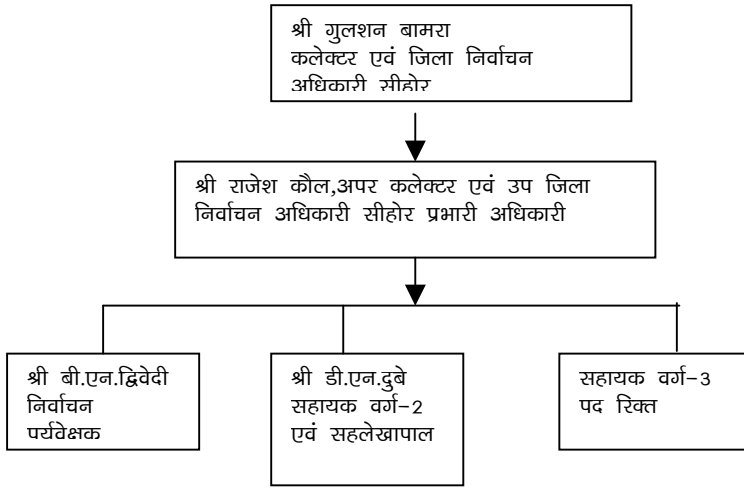 श्री गुलशन बामरा
कलेक्टर एवं जिला निर्वाचन
अधिकारी सीहोर
श्री राजेश कौल,अपर कलेक्टर एवं उप जिला
निर्वाचन अधिकारी सीहोर प्रभारी अधिकारी
श्री बी.एन.द्विवेदी
निर्वाचन
पर्यवेक्षक
श्री डी.एन.दुबे
सहायक वर्ग-2
एवं सहलेखापाल
सहायक वर्ग-3
पद रिक्त